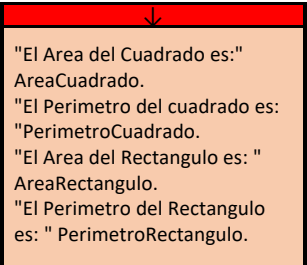 "El Area del Cuadrado es:"
AreaCuadrado.
"El Perimetro del cuadrado es:
"PerimetroCuadrado.
"El Area del Rectangulo es: "
AreaRectangulo.
"El Perimetro del Rectangulo
es: " PerimetroRectangulo.